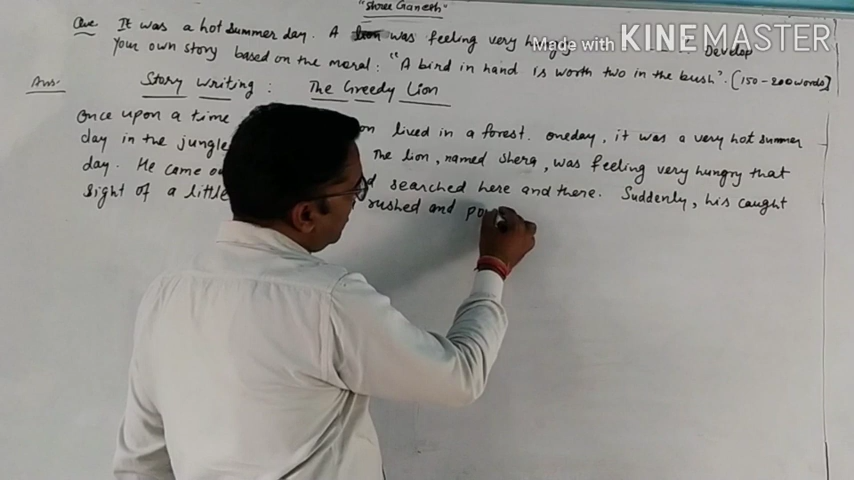 "Shree Ganesh"
Made with KINEMASTER
Que It was a hot summer day. A was feeling very hungry Develop
your own story based on the moral: "A bird in hand is worth two in the bush". [150-200 words]
Ans. Story Writing: The Greedy Lion
Once upon a time on lived in a forest. oneday, it was a very hot summer
day in the jungle The lion, named Shera, was feeling very hungry that
day. He came ou d searched here and there. Suddenly, his caught
sight of a little rushed and po